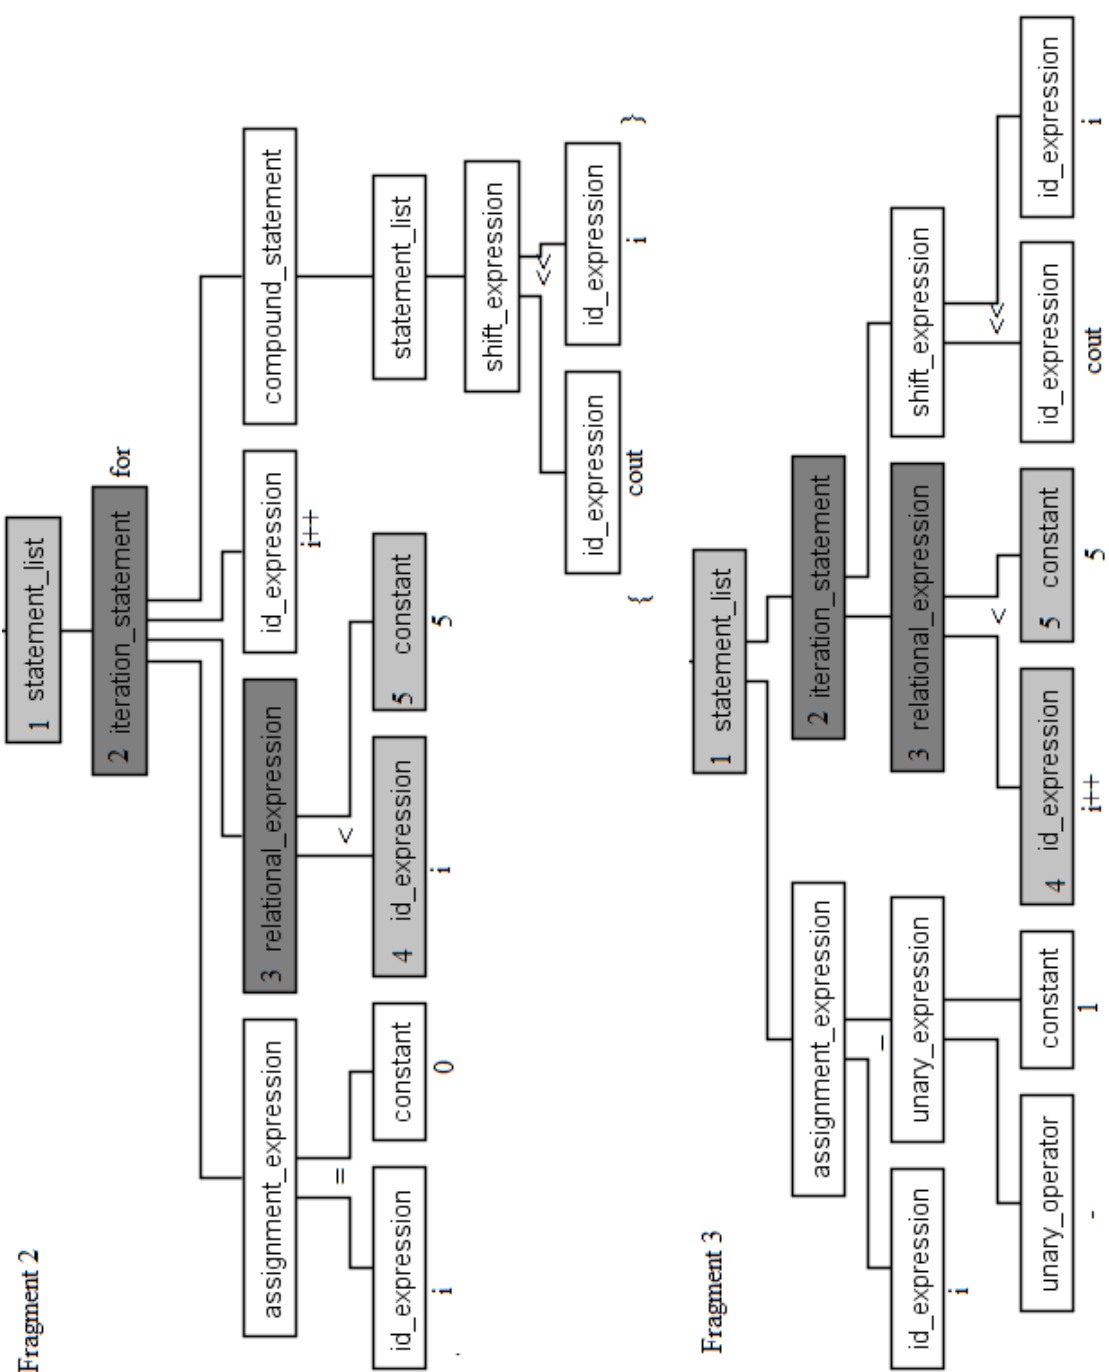 Fragment 2
1 statement_list
2 iteration_statement for
assignment_expression 3 relational_expression id_expression compound_statement
i++
= <
id_expression constant 4 id_expression 5 constant statement_list
i 0 i 5
shift_expression
<<
id_expression id_expression
{ cout i }
Fragment 3
1 statement_list
2 iteration_statement
assignment_expression
–
id_expression unary_expression 3 relational_expression shift_expression
i
< <<
unary_operator constant 4 id_expression 5 constant id_expression id_expression
- 1 i++ 5 cout i